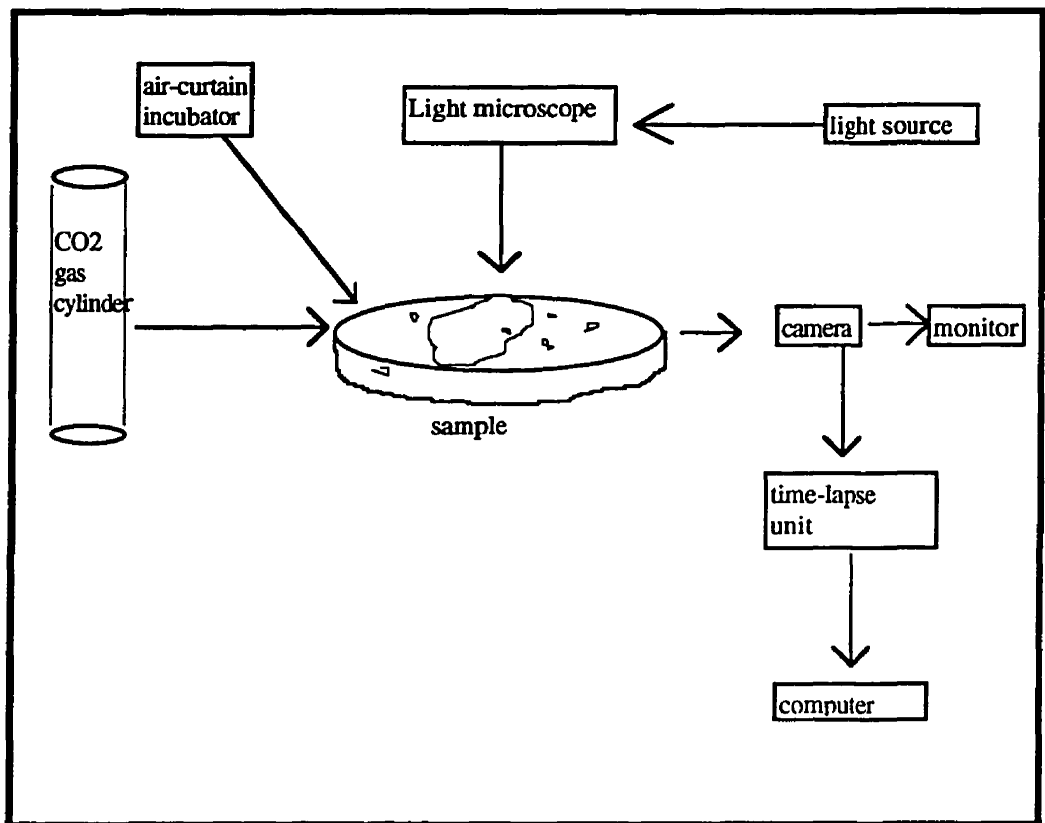 air-curtain
incubator
Light microscope
light source
CO2
gas
cylinder
sample
camera
monitor
time-lapse
unit
computer